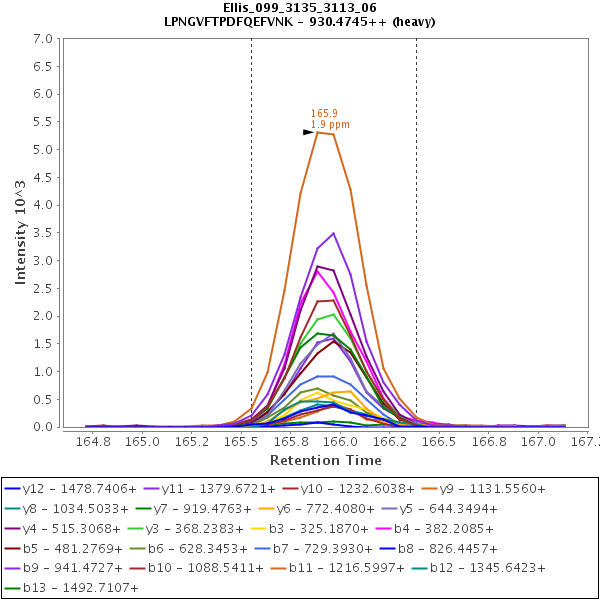 Ellis_099_3135_3113_06
LPNGVFTPDFQEFVNK - 930.4745++ (heavy)
7.0
6.5
6.0
5.5
5.0
4.5
4.0
3.5
3.0
2.5
2.0
1.5
1.0
0.5
0.0
Intensity 10^3
165.9
1.9 ppm
164.8 165.0 165.2 165.5 165.8 166.0 166.2 166.5 166.8 167.0 167.2
Retention Time
y12 - 1478.7406+ y11 - 1379.6721+ y10 - 1232.6038+ y9 - 1131.5560+
y8 - 1034.5033+ y7 - 919.4763+ y6 - 772.4080+ y5 - 644.3494+
y4 - 515.3068+ y3 - 368.2383+ b3 - 325.1870+ b4 - 382.2085+
b5 - 481.2769+ b6 - 628.3453+ b7 - 729.3930+ b8 - 826.4457+
b9 - 941.4727+ b10 - 1088.5411+ b11 - 1216.5997+ b12 - 1345.6423+
b13 - 1492.7107+